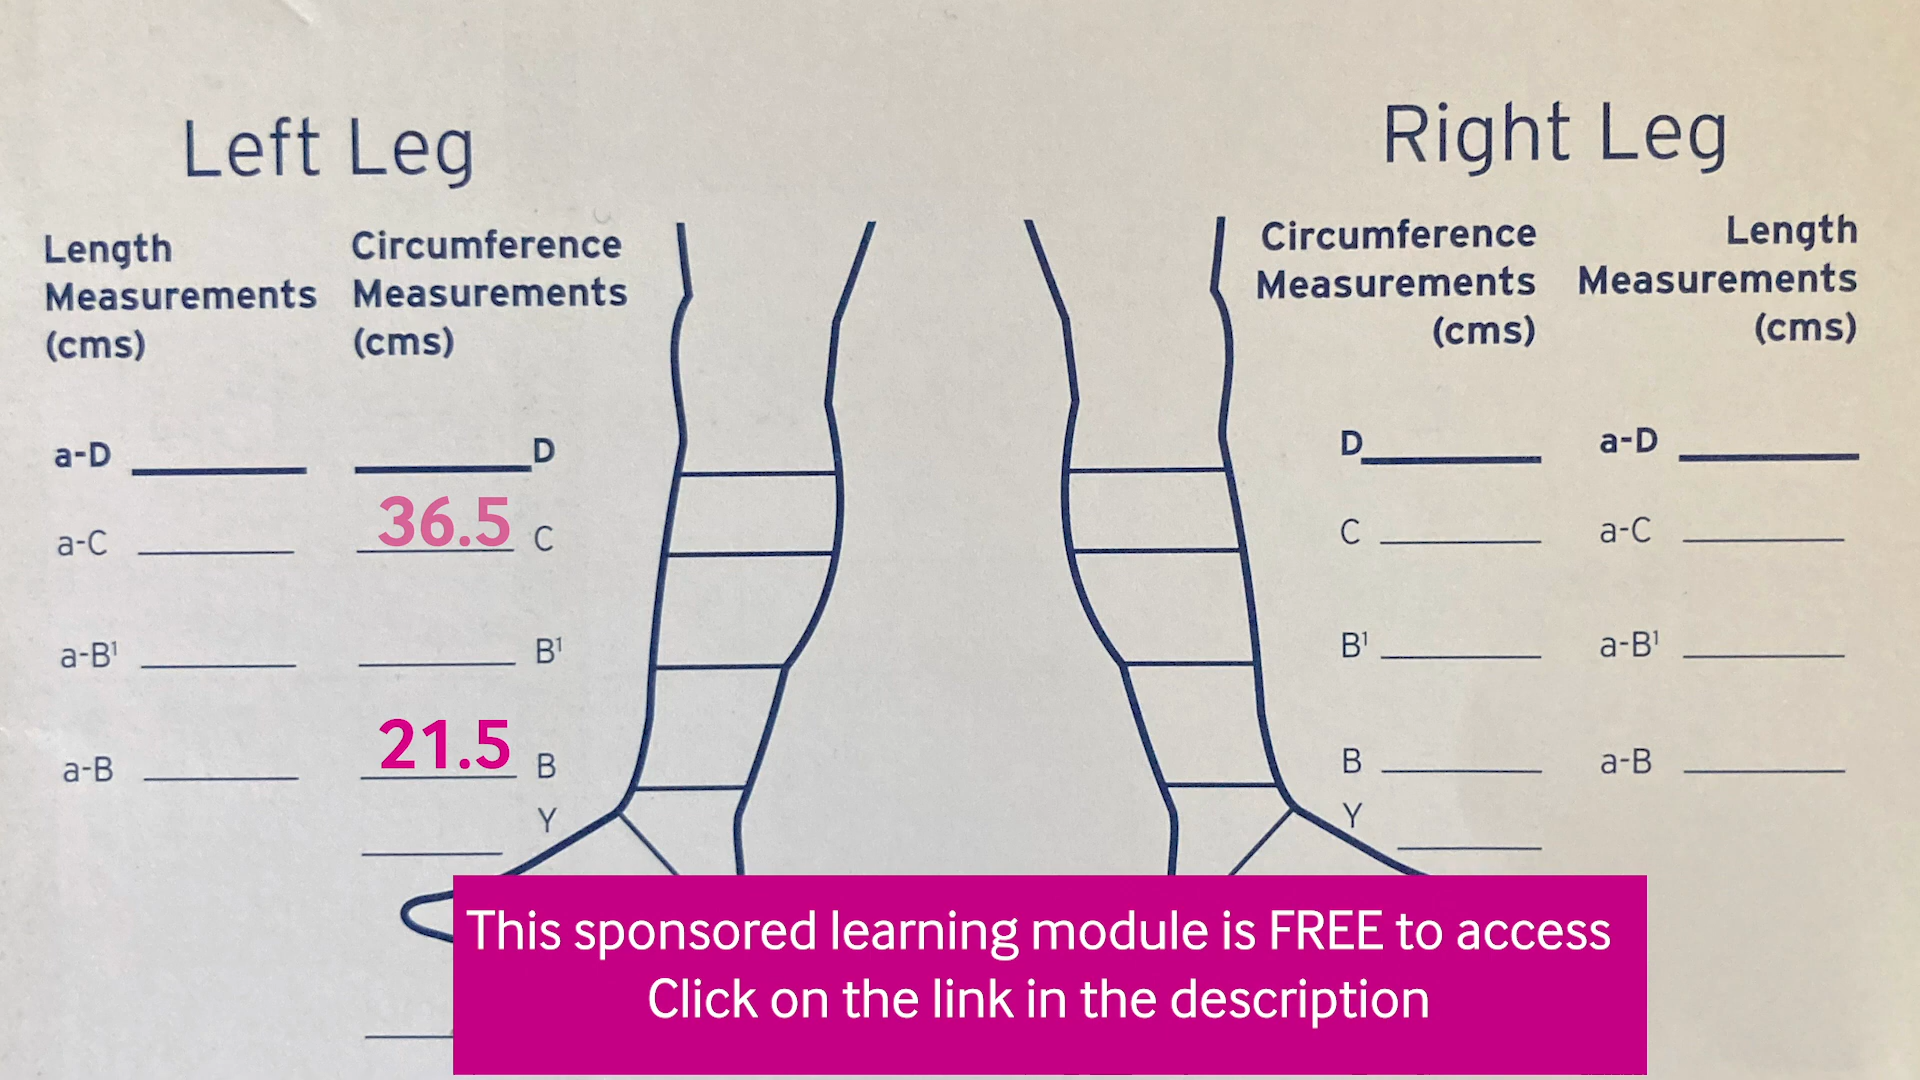 Left Leg
Right Leg
Length
Measurements
(cms)
Circumference
Measurements
(cms)
Circumference
Measurements
(cms)
Length
Measurements
(cms)
a-D
D
D
a-D
36.5
a-C
C
C
a-C
a-B¹
B¹
B¹
a-B¹
21.5
a-B
B
B
a-B
Y
Y
This sponsored learning module is FREE to access
Click on the link in the description